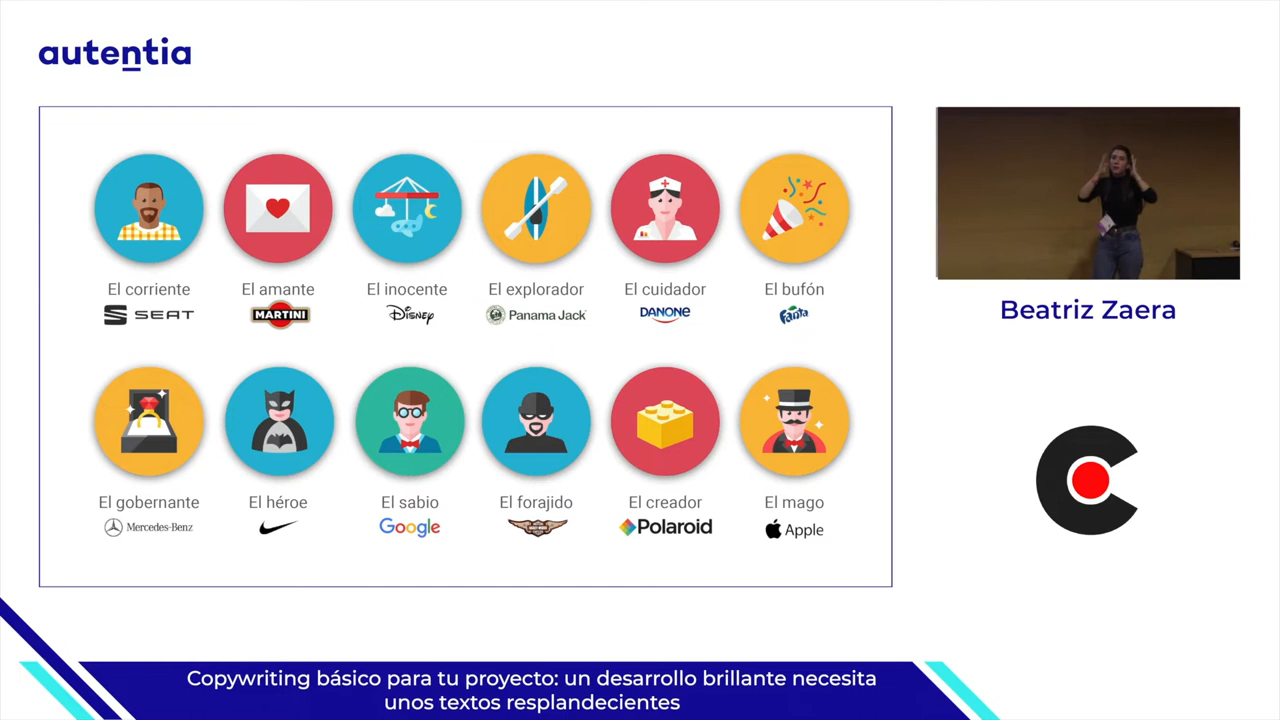 autentia
El corriente
El amante
El inocente
El explorador
El cuidador
El bufón
SEAT
MARTINI
Disney
Panama Jack
DANONE
Fanta
El gobernante
El héroe
El sabio
El forajido
El creador
El mago
Mercedes-Benz
Google
Polaroid
Apple
Beatriz Zaera
Copywriting básico para tu proyecto: un desarrollo brillante necesita
unos textos resplandecientes